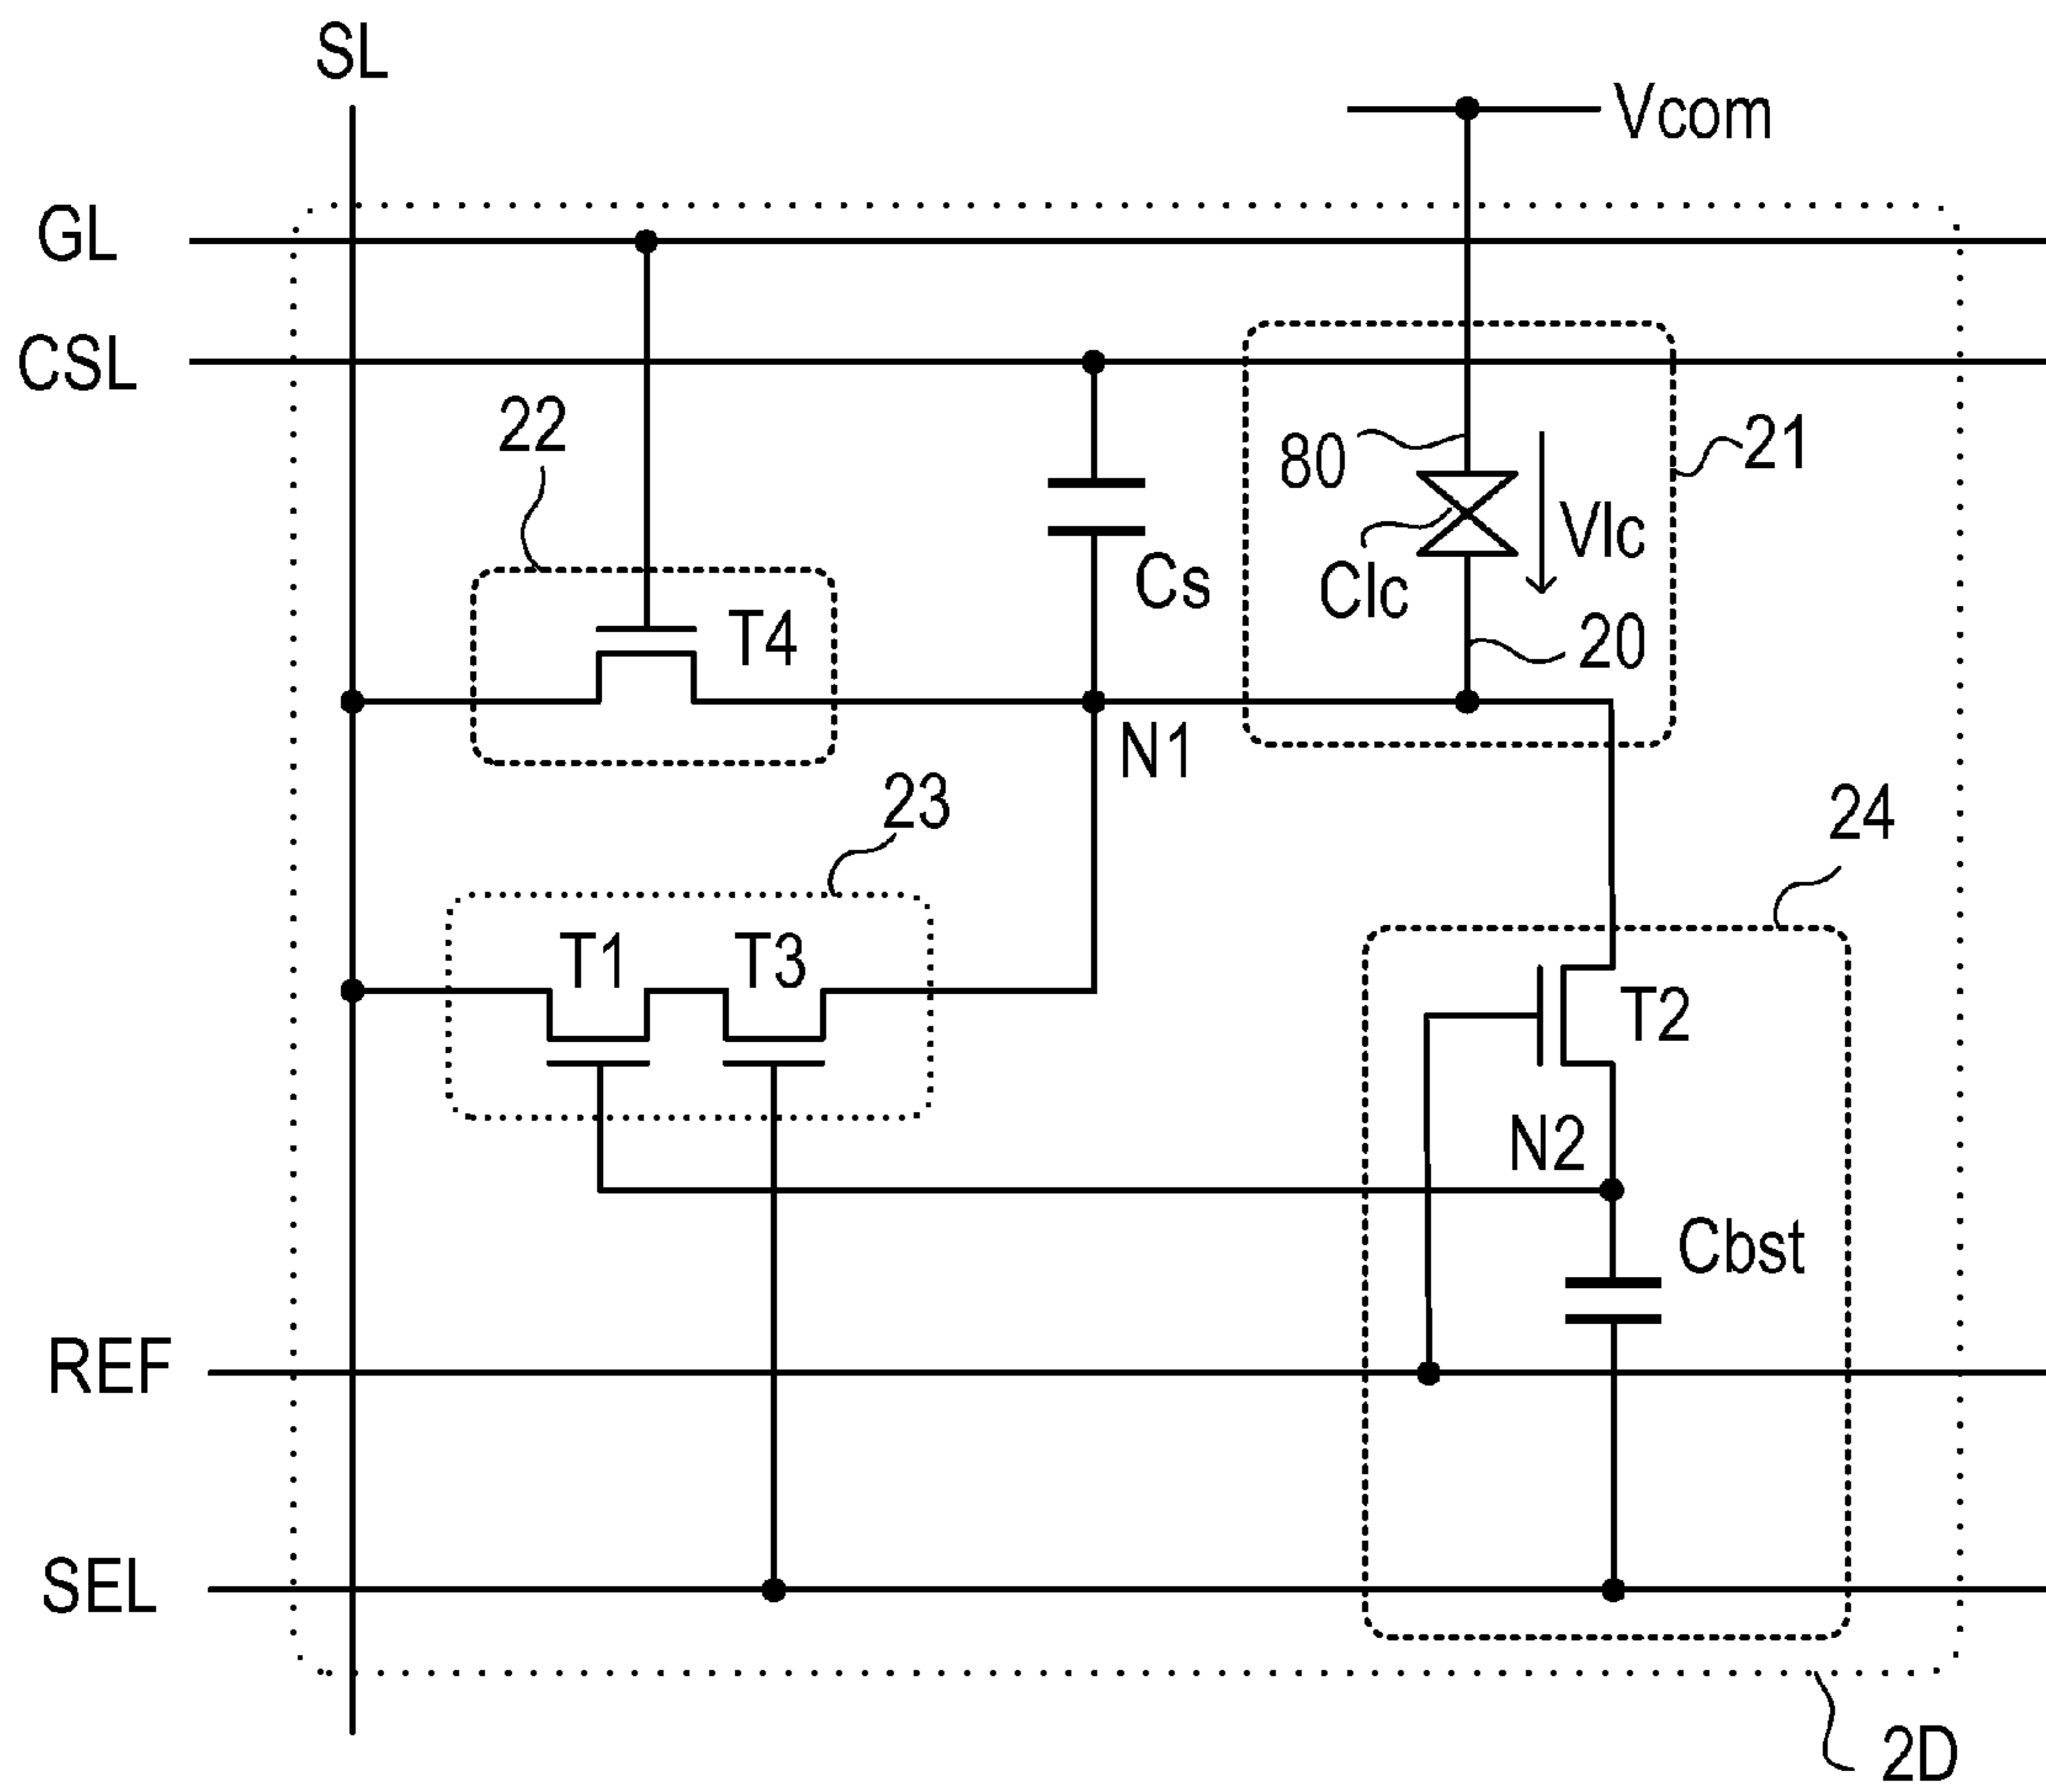 SL
Vcom
GL
CSL
22
80
21
Vlc
Clc
Cs
T4
20
N1
23
24
T1
T3
T2
N2
Cbst
REF
SEL
2D